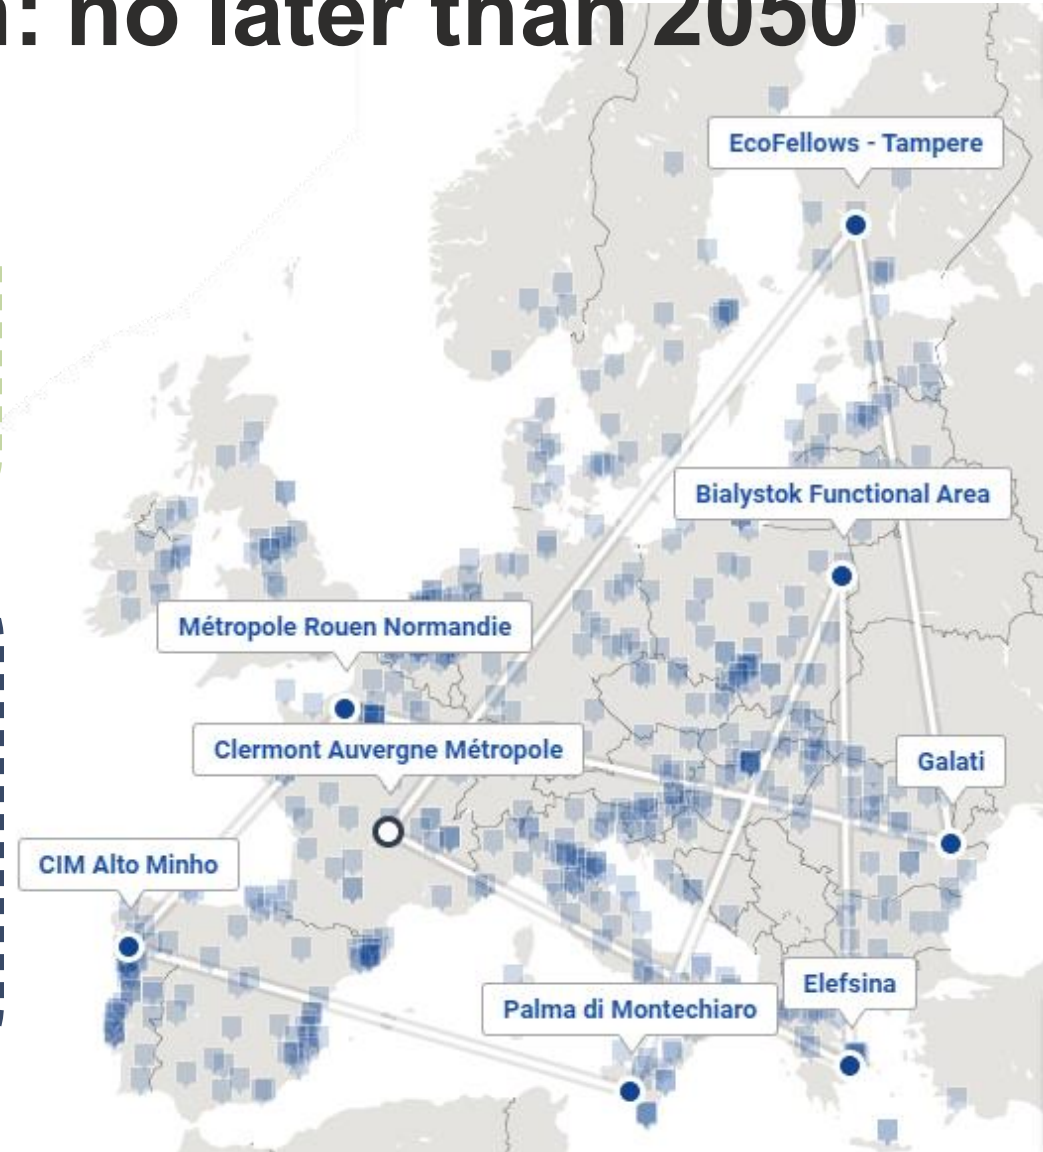 : no later than 2050
EcoFellows - Tampere
Bialystok Functional Area
Métropole Rouen Normandie
Clermont Auvergne Métropole
Galati
CIM Alto Minho
Elefsina
Palma di Montechiaro